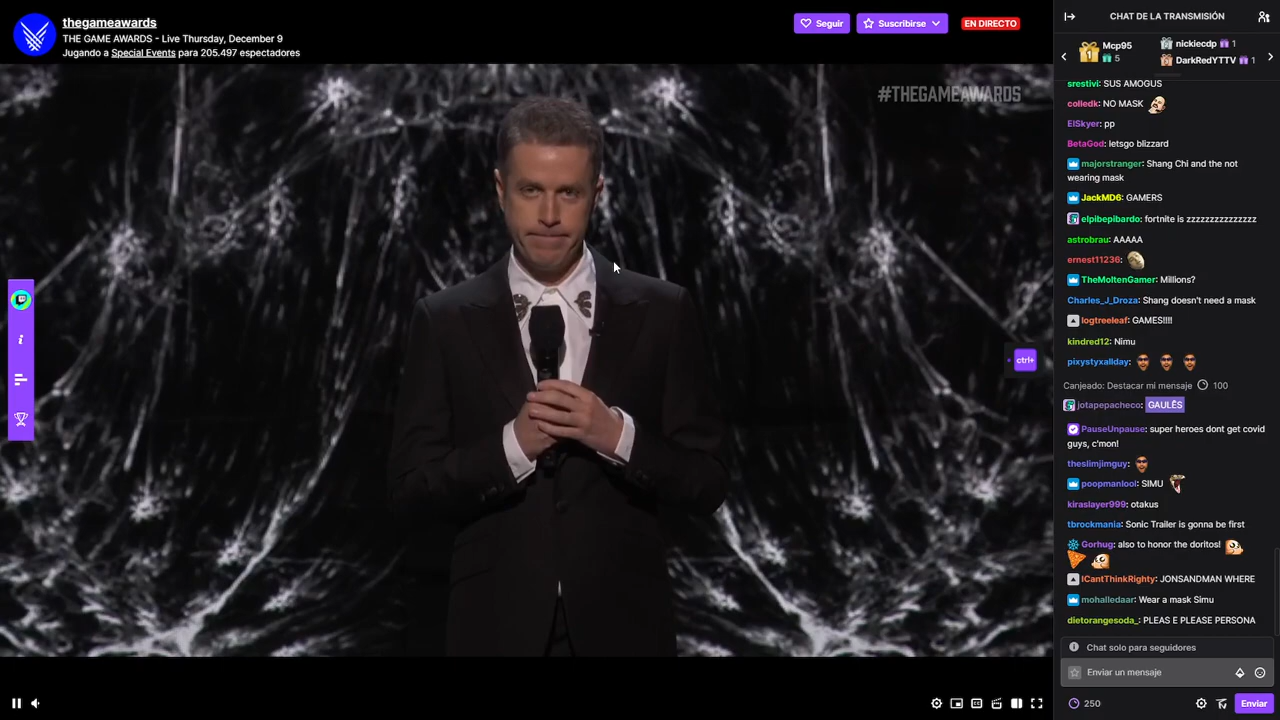 thegameawards
THE GAME AWARDS - Live Thursday, December 9
Jugando a Special Events para 205.497 espectadores
Seguir
Suscribirse
EN DIRECTO
#THEGAMEAWARDS
ctrl+
CHAT DE LA TRANSMISIÓN
Mcp95
5
nickiecdp 1
DarkRedYTTV 1
srestivi: SUS AMOGUS
colledk: NO MASK
ElSkyer: pp
BetaGod: letsgo blizzard
majorstranger: Shang Chi and the not
wearing mask
JackMD6: GAMERS
elpibepibardo: fortnite is zzzzzzzzzzzzzz
astrobrau: AAAAA
ernest11236:
TheMoltenGamer: Millions?
Charles_J_Droza: Shang doesn't need a mask
logtreeleaf: GAMES!!!!
kindred12: Nimu
pixystyxallday:
Canjeado: Destacar mi mensaje 100
jotapepacheco: GAULÊS
PauseUnpause: super heroes dont get covid
guys, c'mon!
theslimjimguy:
poopmanlool: SIMU
kiraslayer999: otakus
tbrockmania: Sonic Trailer is gonna be first
Gorhug: also to honor the doritos!
ICantThinkRighty: JONSANDMAN WHERE
mohalledaar: Wear a mask Simu
dietorangesoda_: PLEAS E PLEASE PERSONA
Chat solo para seguidores
Enviar un mensaje
250
Enviar